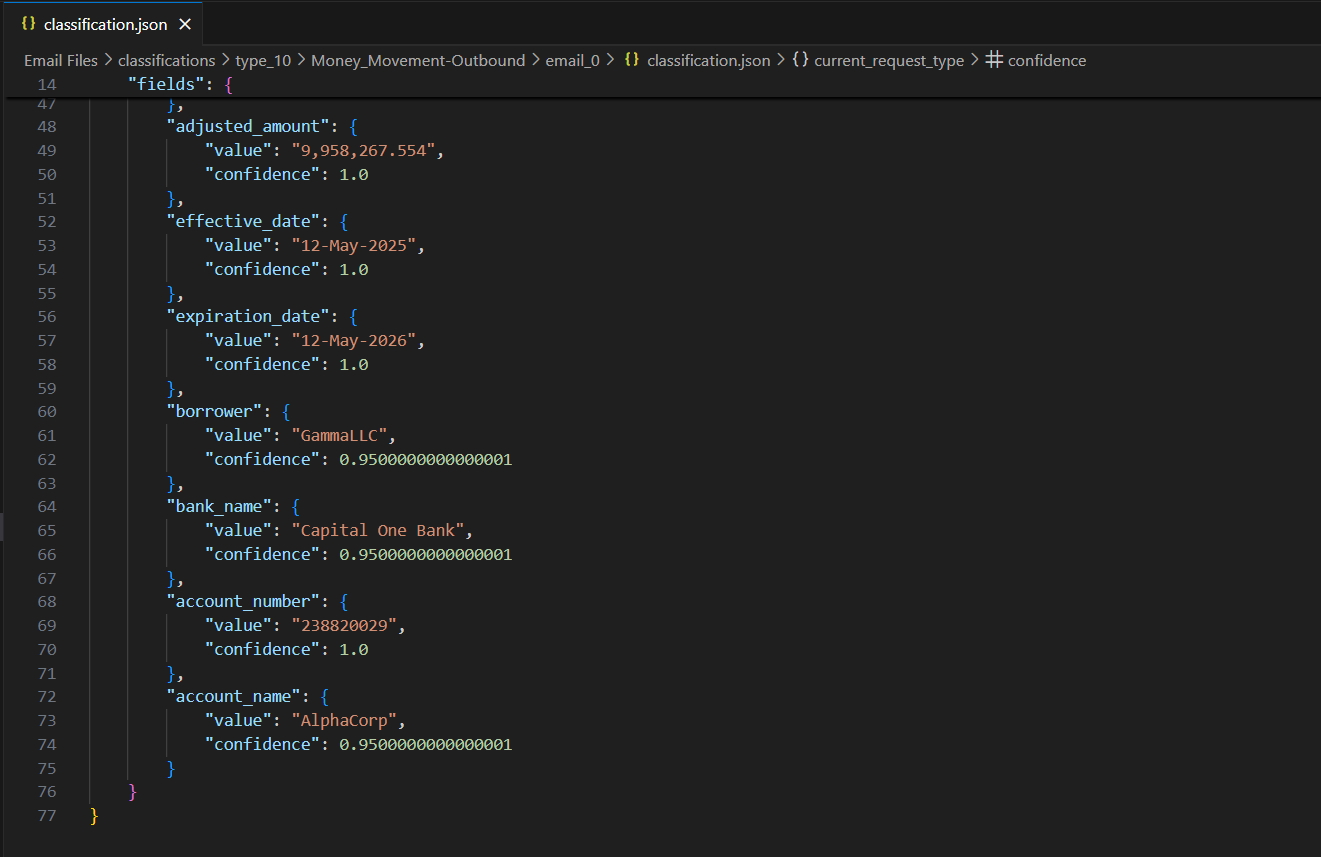 {} classification.json ×
Email Files > classifications > type_10 > Money_Movement-Outbound > email_0 > {} classification.json > {} current_request_type > # confidence
14 "fields": {
47 },
48 "adjusted_amount": {
49 "value": "9,958,267.554",
50 "confidence": 1.0
51 },
52 "effective_date": {
53 "value": "12-May-2025",
54 "confidence": 1.0
55 },
56 "expiration_date": {
57 "value": "12-May-2026",
58 "confidence": 1.0
59 },
60 "borrower": {
61 "value": "GammaLLC",
62 "confidence": 0.9500000000000001
63 },
64 "bank_name": {
65 "value": "Capital One Bank",
66 "confidence": 0.9500000000000001
67 },
68 "account_number": {
69 "value": "238820029",
70 "confidence": 1.0
71 },
72 "account_name": {
73 "value": "AlphaCorp",
74 "confidence": 0.9500000000000001
75 }
76 }
77 }